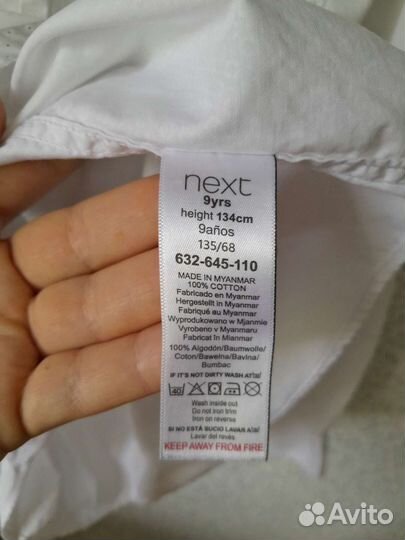 next
9yrs
height 134cm
9años
135/68
632-645-110
MADE IN MYANMAR
100% COTTON
Fabricado en Myanmar
Hergestellt in Myanmar
Fabriqué eu Myanmar
Wyprodukowano w Mjanmie
Vyrobeno v Myanmaru
Fabricat în Mianmar
100% Algodón/Baumwolle/
Coton/Bawełna/Bavlna/
Bumbac
IF IT'S NOT DIRTY WASH AT
40
Wash inside out
Do not iron trim
Iron on reverse
SI NO ESTÁ SUCIO LAVAR A
Lavar del revés
KEEP AWAY FROM FIRE
Avito